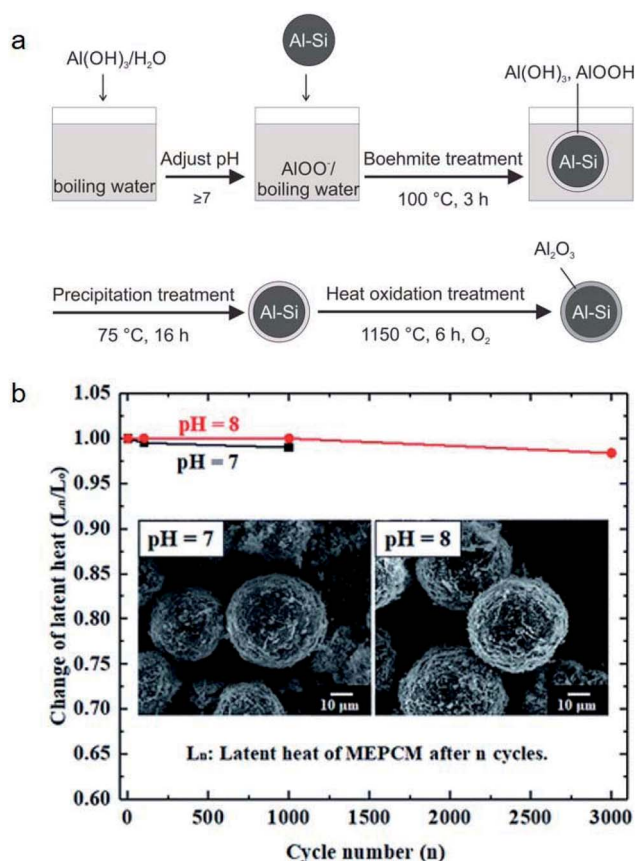 a
Al(OH)₃/H₂O
Al-Si
Al(OH)₃, AlOOH
boiling water
Adjust pH
≥7
AlOO⁻/
boiling water
Boehmite treatment
100 °C, 3 h
Al-Si
Precipitation treatment
75 °C, 16 h
Al-Si
Heat oxidation treatment
1150 °C, 6 h, O₂
Al₂O₃
Al-Si
b
Change of latent heat (Lₙ/Lₒ)
1.05
1.00
0.95
0.90
0.85
0.80
0.75
0.70
0.65
0.60
pH = 8
pH = 7
pH = 7
10 µm
pH = 8
10 µm
Lₙ: Latent heat of MEPCM after n cycles.
0 500 1000 1500 2000 2500 3000
Cycle number (n)